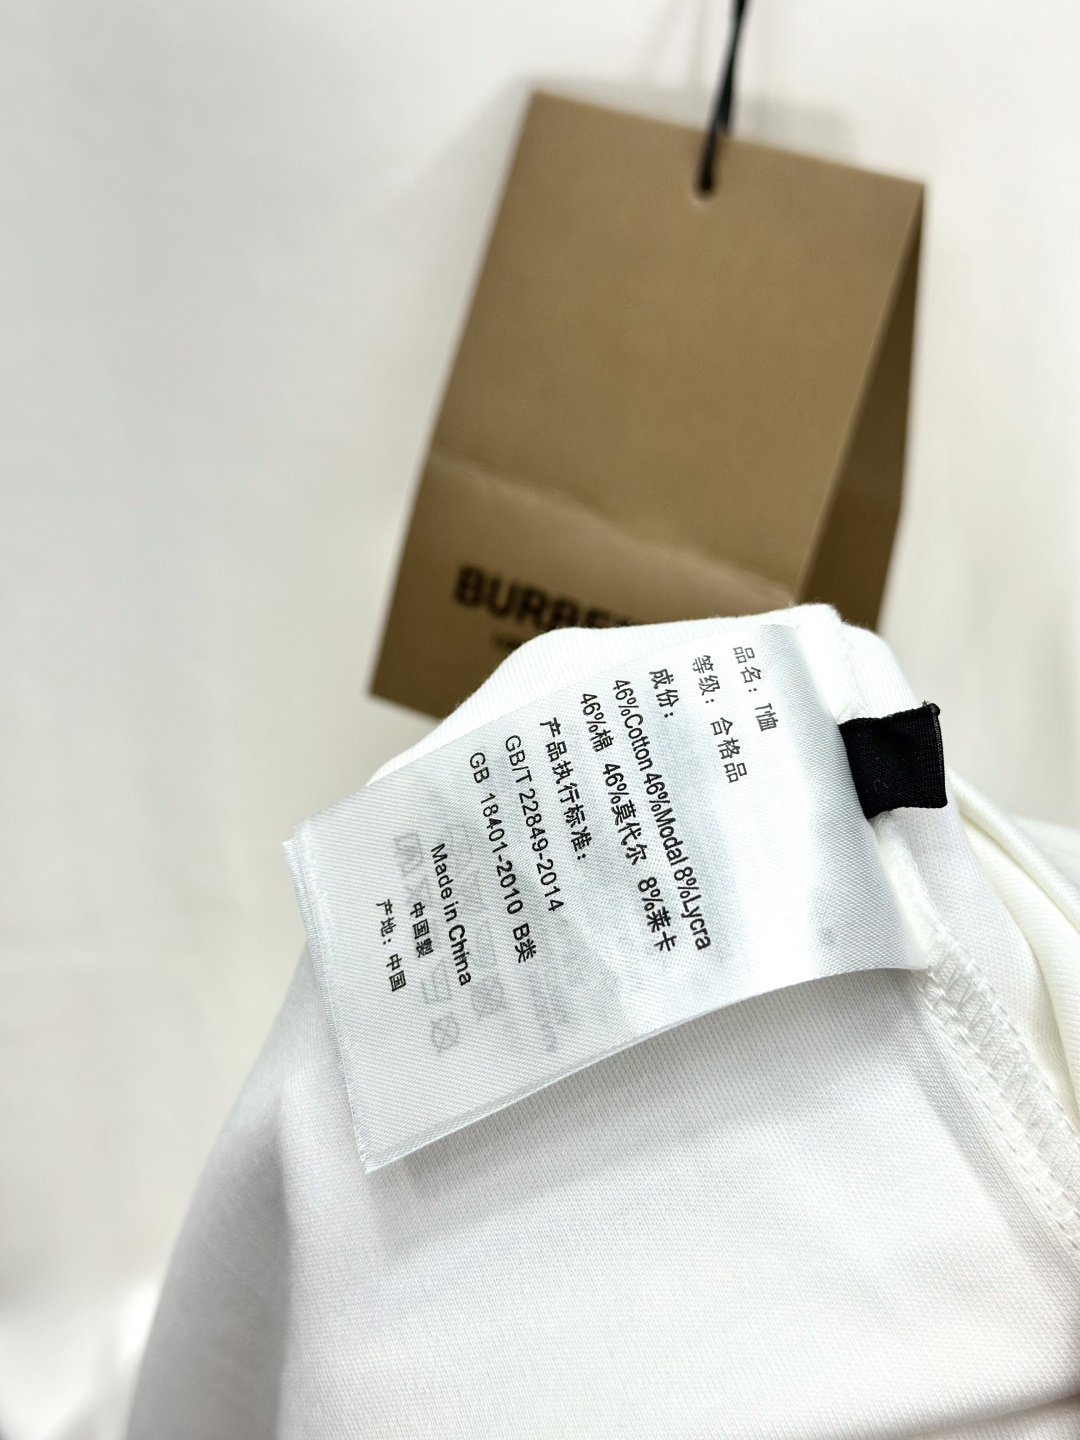 BURBE
品名：T恤
等级：合格品
成份：
46%Cotton 46%Modal 8%Lycra
46%棉 46%莫代尔 8%莱卡
产品执行标准：
GB/T 22849-2014
GB 18401-2010 B类
Made in China
中国製
产地：中国